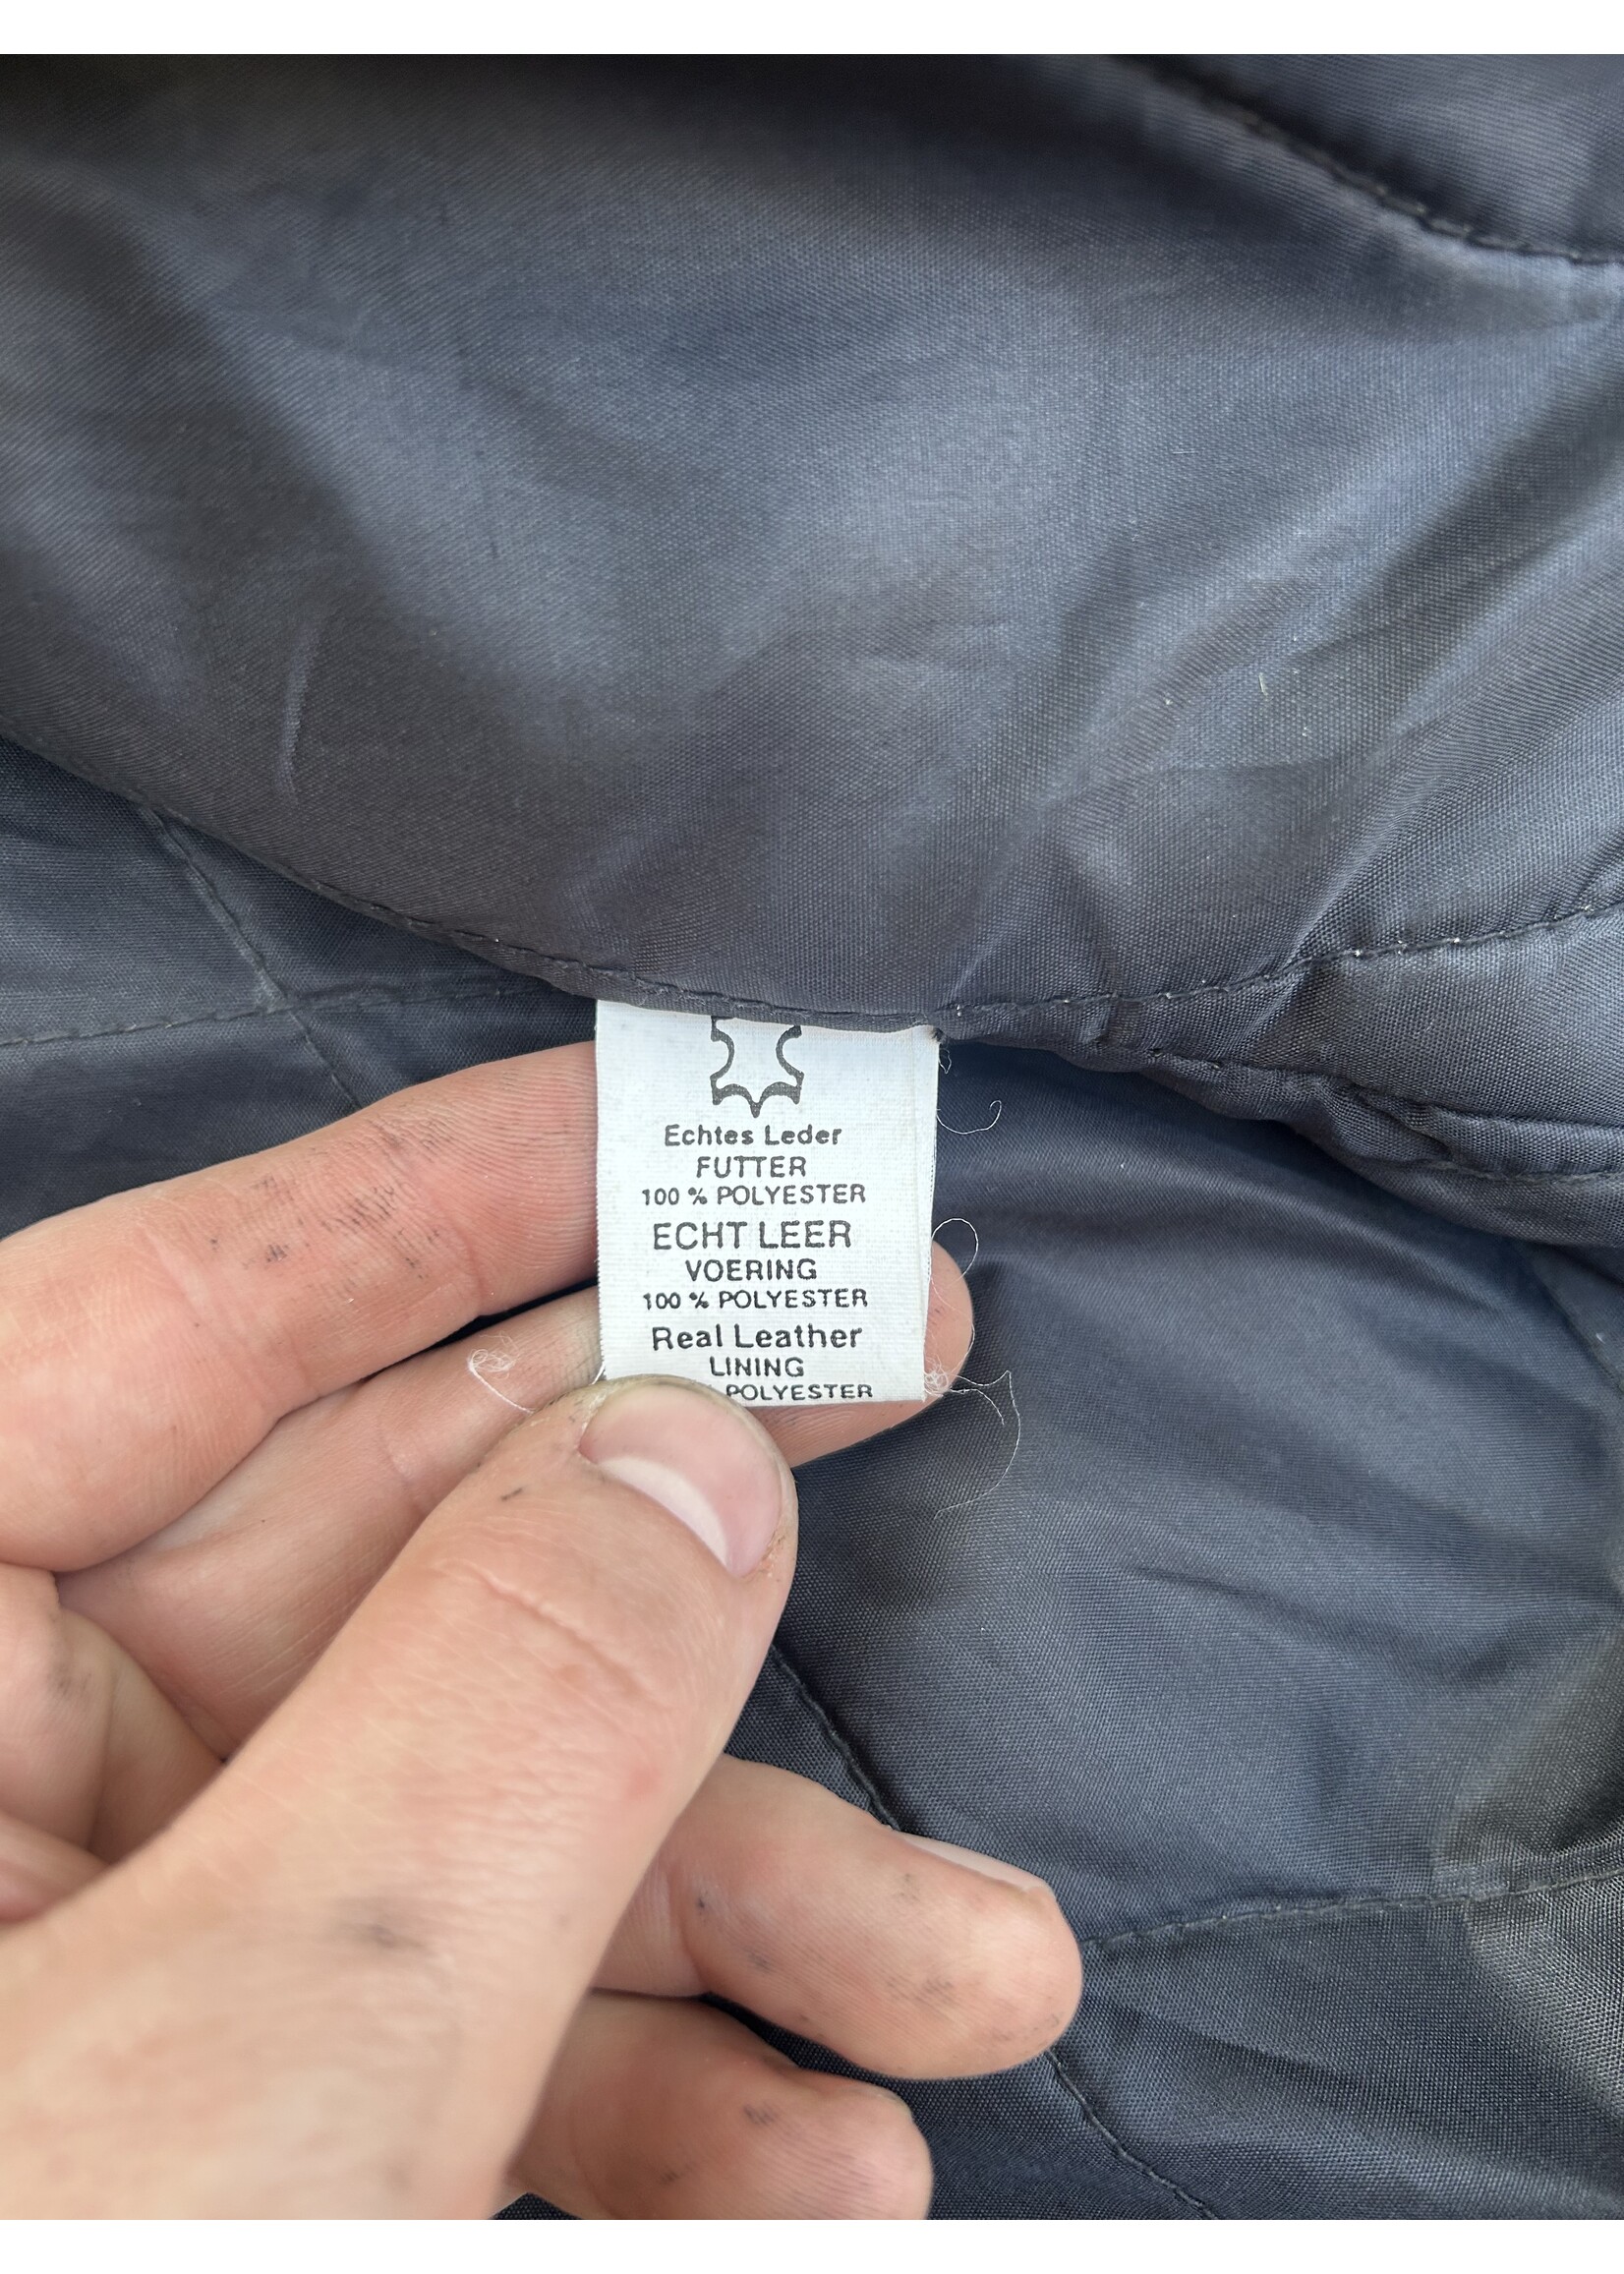 Echtes Leder
FUTTER
100 % POLYESTER
ECHT LEER
VOERING
100 % POLYESTER
Real Leather
LINING
POLYESTER